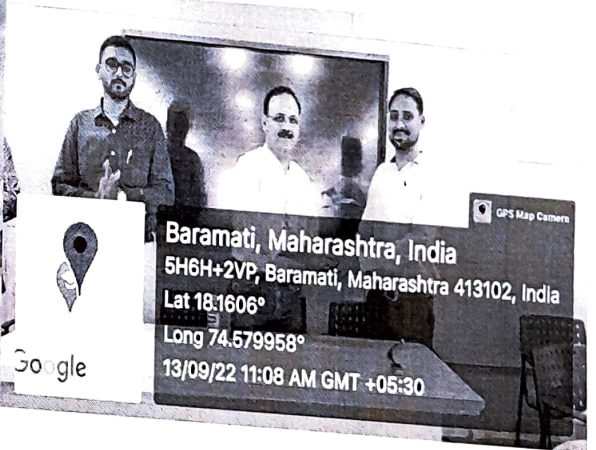 GPS Map Camera
Baramati, Maharashtra, India
5H6H+2VP, Baramati, Maharashtra 413102, India
Lat 18.1606°
Long 74.579958°
13/09/22 11:08 AM GMT +05:30
Google